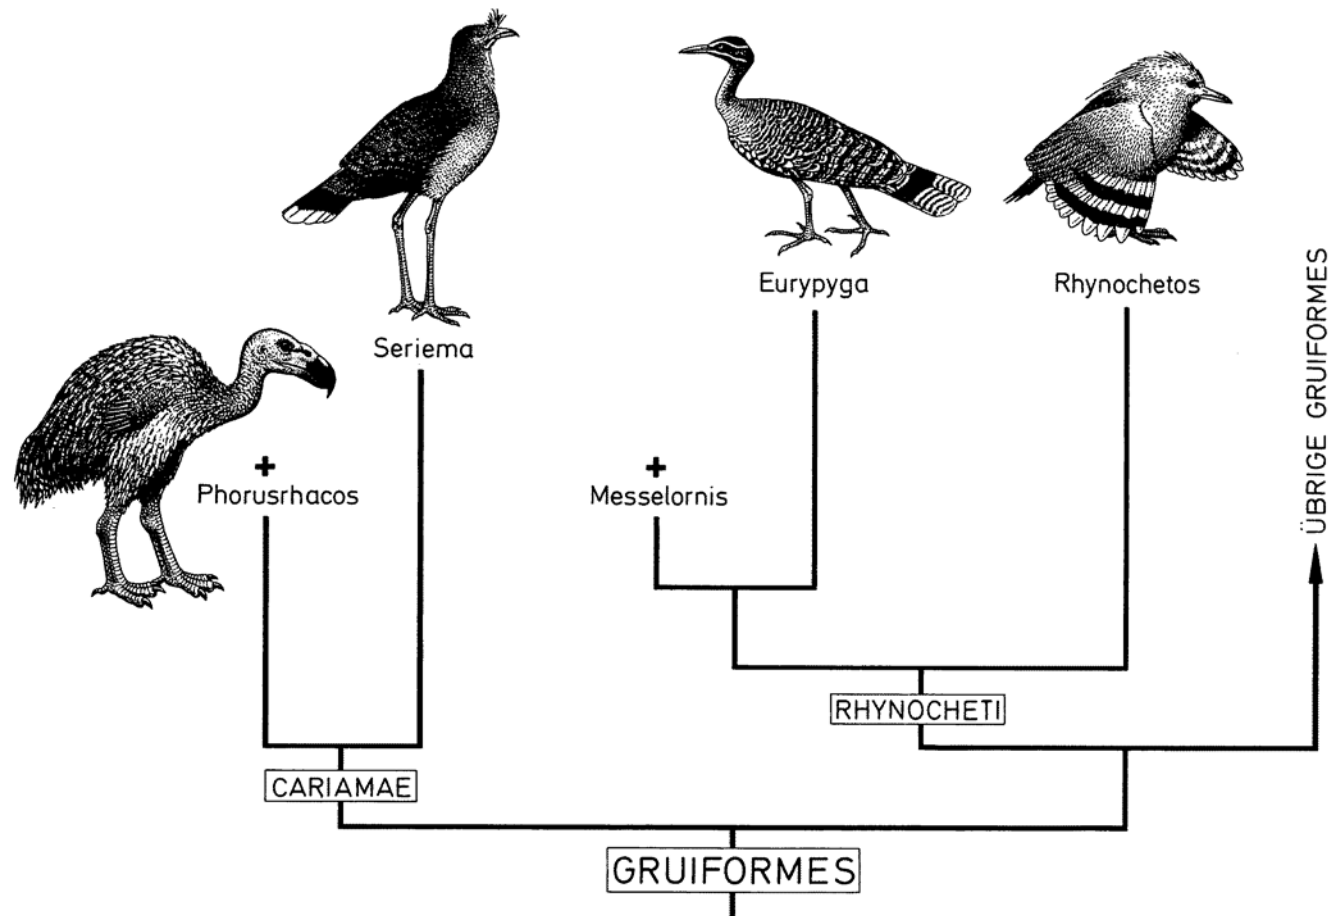 Eurypyga
Rhynochetos
Seriema
+
Phorusrhacos
+
Messelornis
ÜBRIGE GRUIFORMES
RHYNOCHETI
CARIAMAE
GRUIFORMES